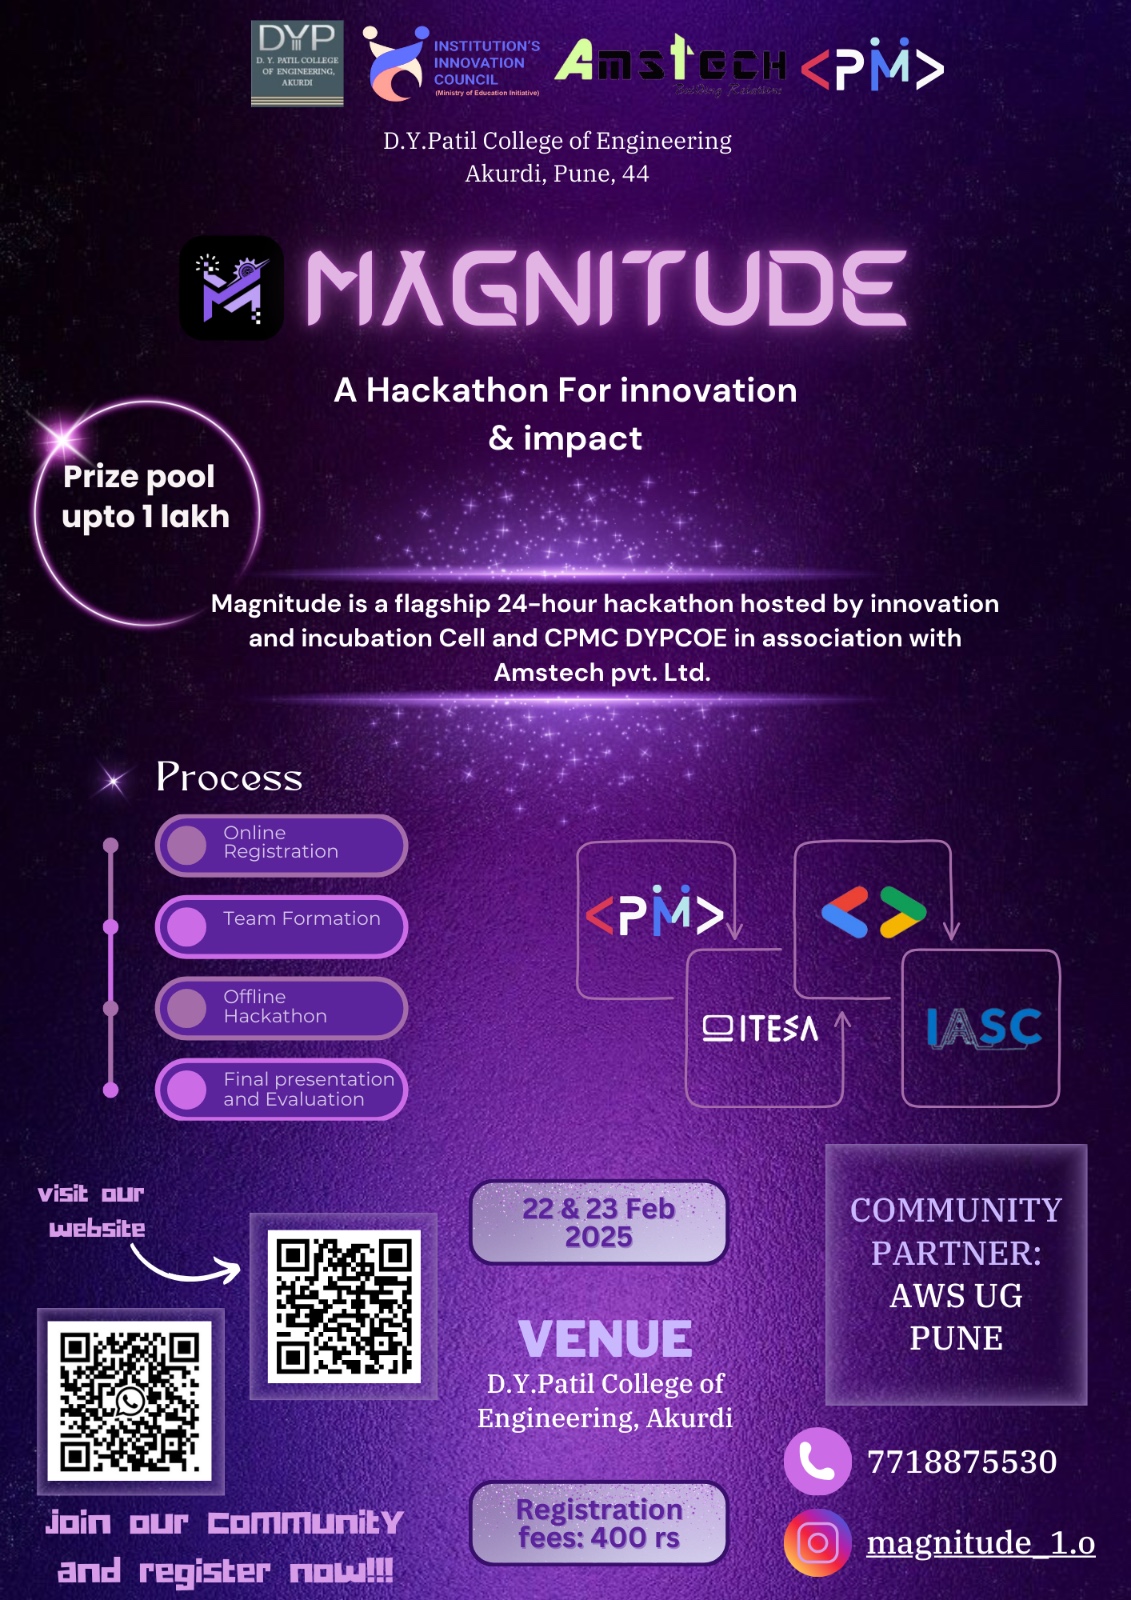 DYP
D. Y. PATIL COLLEGE
OF ENGINEERING,
AKURDI
INSTITUTION'S
INNOVATION
COUNCIL
(Ministry of Education Initiative)
Amstech
Building Relations
<PM>
D.Y.Patil College of Engineering
Akurdi, Pune, 44
MAGNITUDE
A Hackathon For innovation
& impact
Prize pool
upto 1 lakh
Magnitude is a flagship 24-hour hackathon hosted by innovation
and incubation Cell and CPMC DYPCOE in association with
Amstech pvt. Ltd.
Process
Online
Registration
Team Formation
Offline
Hackathon
Final presentation
and Evaluation
<PM>
ITESA
IASC
visit our
website
join our community
and register now!!!
22 & 23 Feb
2025
VENUE
D.Y.Patil College of
Engineering, Akurdi
Registration
fees: 400 rs
COMMUNITY
PARTNER:
AWS UG
PUNE
7718875530
magnitude_1.o